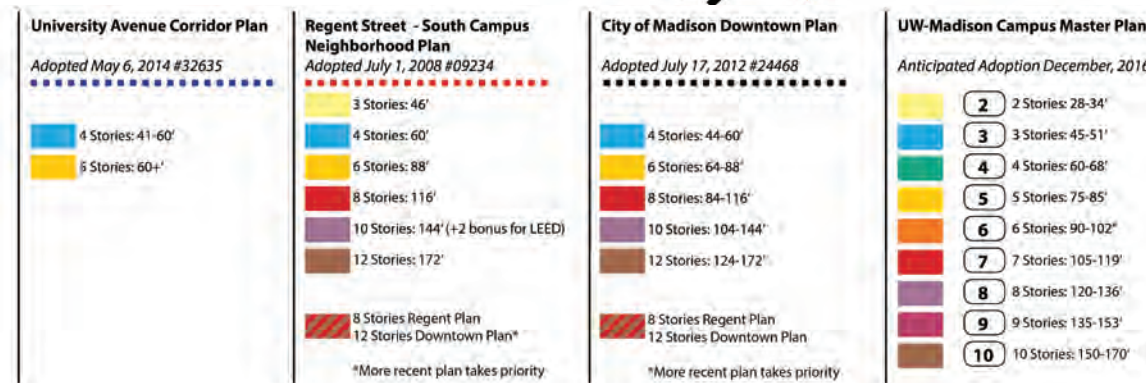 University Avenue Corridor Plan
Adopted May 6, 2014 #32635
4 Stories: 41-60'
Stories: 60+'
Regent Street - South Campus
Neighborhood Plan
Adopted July 1, 2008 #09234
3 Stories: 46'
4 Stories: 60'
6 Stories: 88'
8 Stories: 116'
10 Stories: 144' (+2 bonus for LEED)
12 Stories: 172'
8 Stories Regent Plan
12 Stories Downtown Plan*
*More recent plan takes priority
City of Madison Downtown Plan
Adopted July 17, 2012 #24468
4 Stories: 44-60'
6 Stories: 64-88'
8 Stories: 84-116'
10 Stories: 104-144'
12 Stories: 124-172'
8 Stories Regent Plan
12 Stories Downtown Plan
*More recent plan takes priority
UW-Madison Campus Master Plan
Anticipated Adoption December, 2016
2 2 Stories: 28-34'
3 3 Stories: 45-51'
4 4 Stories: 60-68'
5 5 Stories: 75-85'
6 6 Stories: 90-102'
7 7 Stories: 105-119'
8 8 Stories: 120-136'
9 9 Stories: 135-153'
10 10 Stories: 150-170'